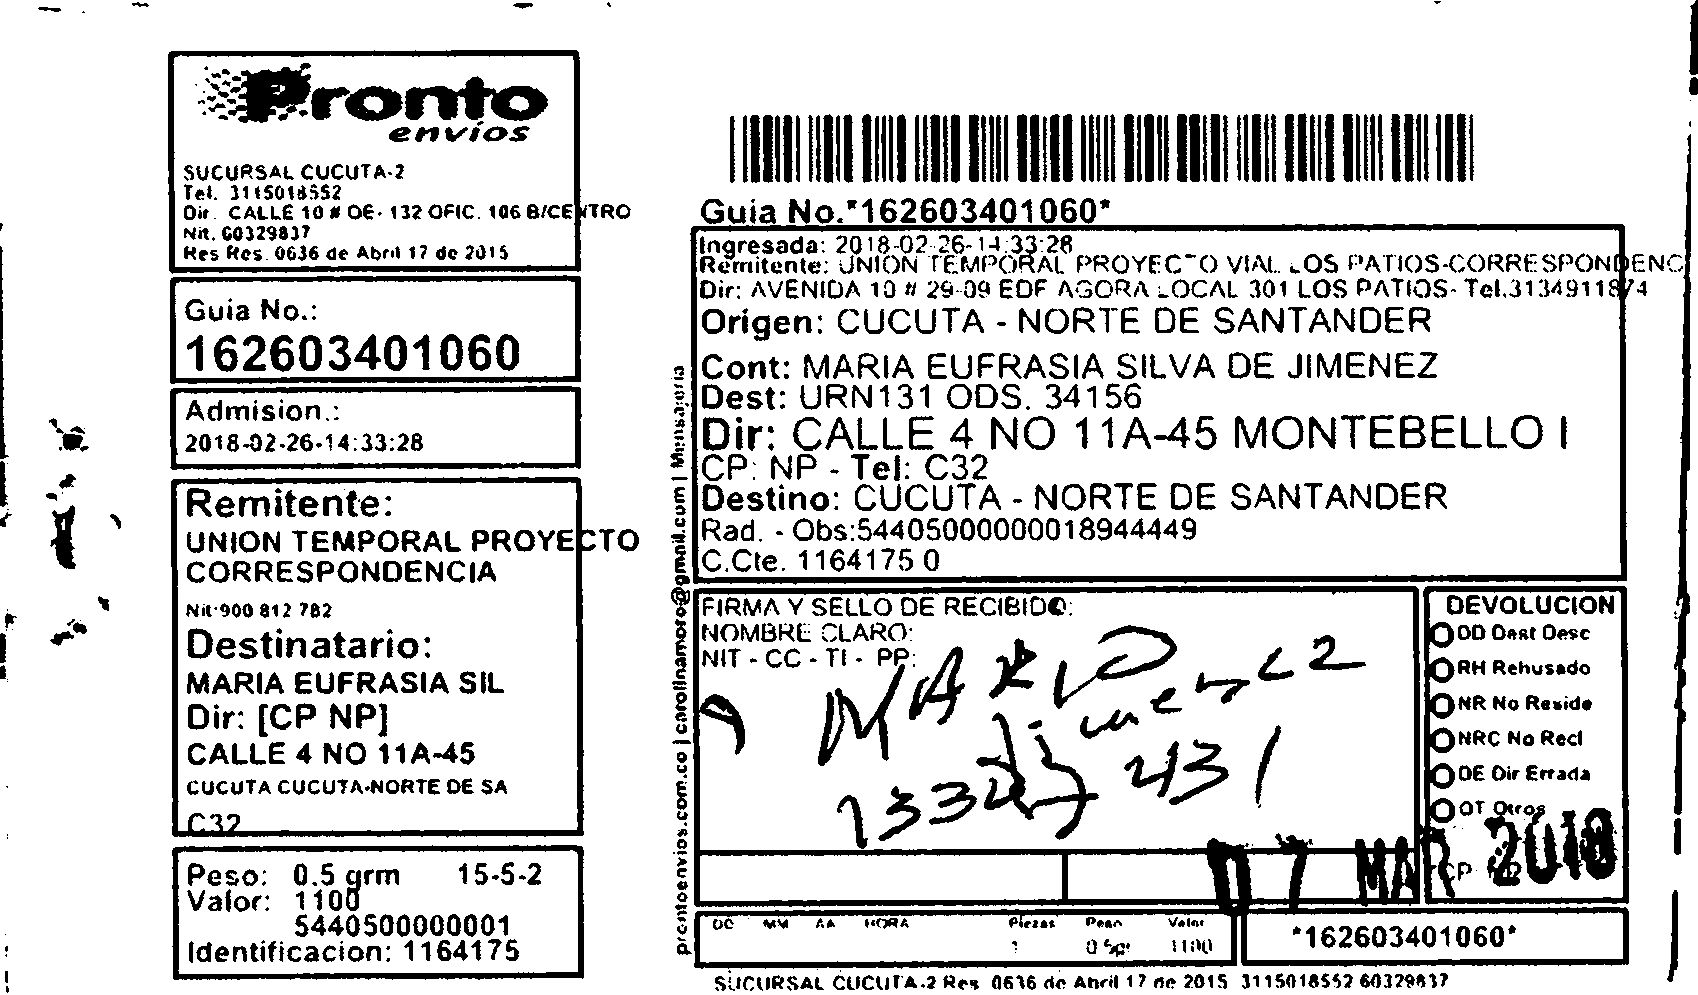 Pronto
envíos
SUCURSAL CUCUTA-2
Tel. 3115018552
Dir. CALLE 10 # OE- 132 OFIC. 106 B/CENTRO
Nit. 60329837
Res Res. 0636 de Abril 17 de 2015
Guia No.:
162603401060
Admision.:
2018-02-26-14:33:28
Remitente:
UNION TEMPORAL PROYECTO
CORRESPONDENCIA
Nit:900 812 782
Destinatario:
MARIA EUFRASIA SIL
Dir: [CP NP]
CALLE 4 NO 11A-45
CUCUTA CUCUTA-NORTE DE SA
C32
Peso: 0.5 grm 15-5-2
Valor: 1100
5440500000001
Identificacion: 1164175
prontoenvios.com.co | carolinamoro@gmail.com | Mensajeria
Guia No.*162603401060*
Ingresada: 2018-02-26-14:33:28
Remitente: UNION TEMPORAL PROYECTO VIAL LOS PATIOS-CORRESPONDENC
Dir: AVENIDA 10 # 29-09 EDF AGORA LOCAL 301 LOS PATIOS- Tel.3134911874
Origen: CUCUTA - NORTE DE SANTANDER
Cont: MARIA EUFRASIA SILVA DE JIMENEZ
Dest: URN131 ODS. 34156
Dir: CALLE 4 NO 11A-45 MONTEBELLO I
CP: NP - Tel: C32
Destino: CUCUTA - NORTE DE SANTANDER
Rad. - Obs:54405000000018944449
C.Cte. 1164175 0
FIRMA Y SELLO DE RECIBIDO:
NOMBRE CLARO:
NIT - CC - TI - PP:
MARIO
Jimenez
431
DEVOLUCION
DD Dest Desc
RH Rehusado
NR No Reside
NRC No Recl
DE Dir Errada
OT Otros
07 MAR 2018
DC MM AA HORA Piezas Peso Valor
1 0.5gr 1100
*162603401060*
SUCURSAL CUCUTA-2 Res. 0636 de Abril 17 de 2015 3115018552 60329837